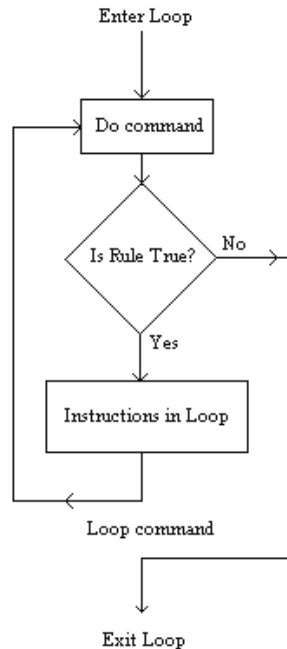 Enter Loop
Do command
Is Rule True?
No
Yes
Instructions in Loop
Loop command
Exit Loop